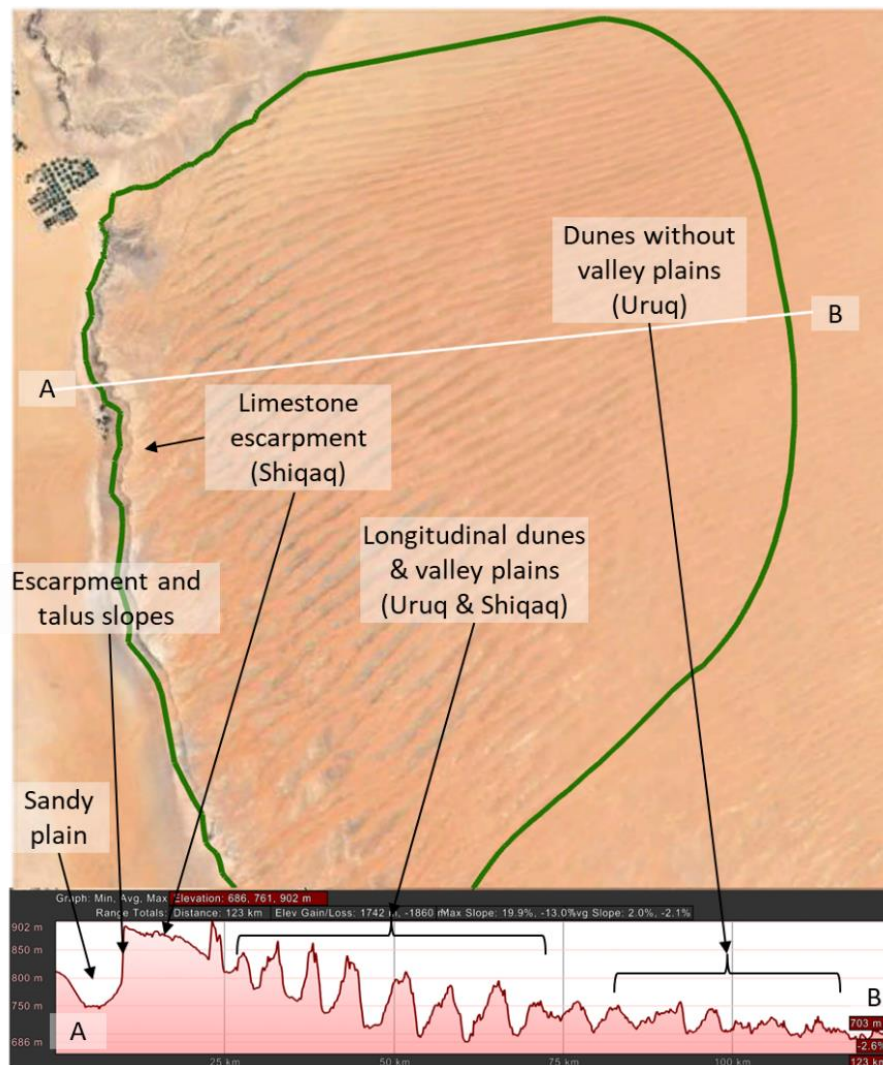 Dunes without
valley plains
(Uruq)
B
A
Limestone
escarpment
(Shiqaq)
Longitudinal dunes
& valley plains
(Uruq & Shiqaq)
Escarpment and
talus slopes
Sandy
plain
Graph: Min, Avg, Max Elevation: 686, 761, 902 m
Range Totals: Distance: 123 km Elev Gain/Loss: 1742 m, -1860 m Max Slope: 19.9%, -13.0% Avg Slope: 2.0%, -2.1%
902 m
850 m
800 m
750 m
686 m
A
B
703 m
-2.6%
25 km
50 km
75 km
100 km
123 km